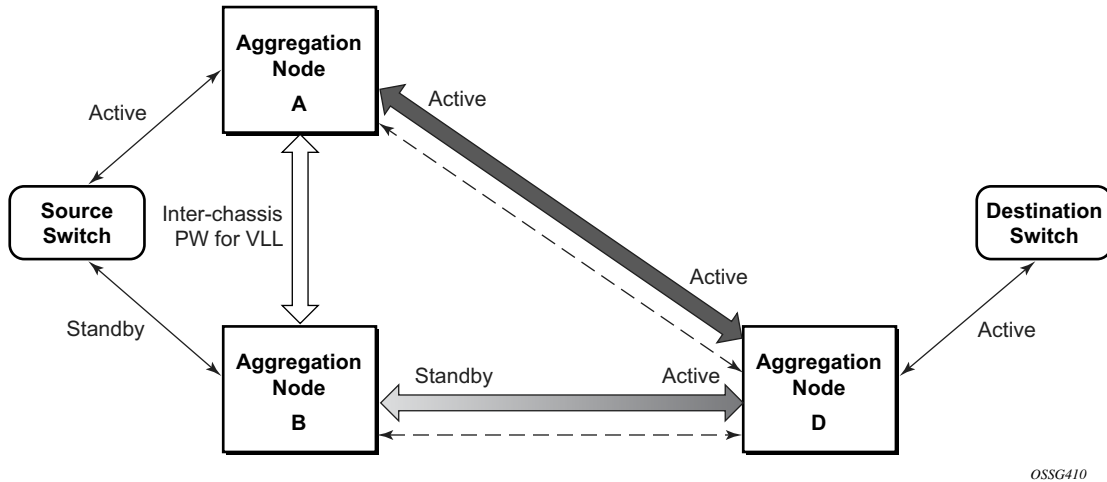 Aggregation
Node
A
Active
Active
Source
Switch
Inter-chassis
PW for VLL
Destination
Switch
Active
Standby
Active
Aggregation
Node
B
Standby
Active
Aggregation
Node
D
OSSG410